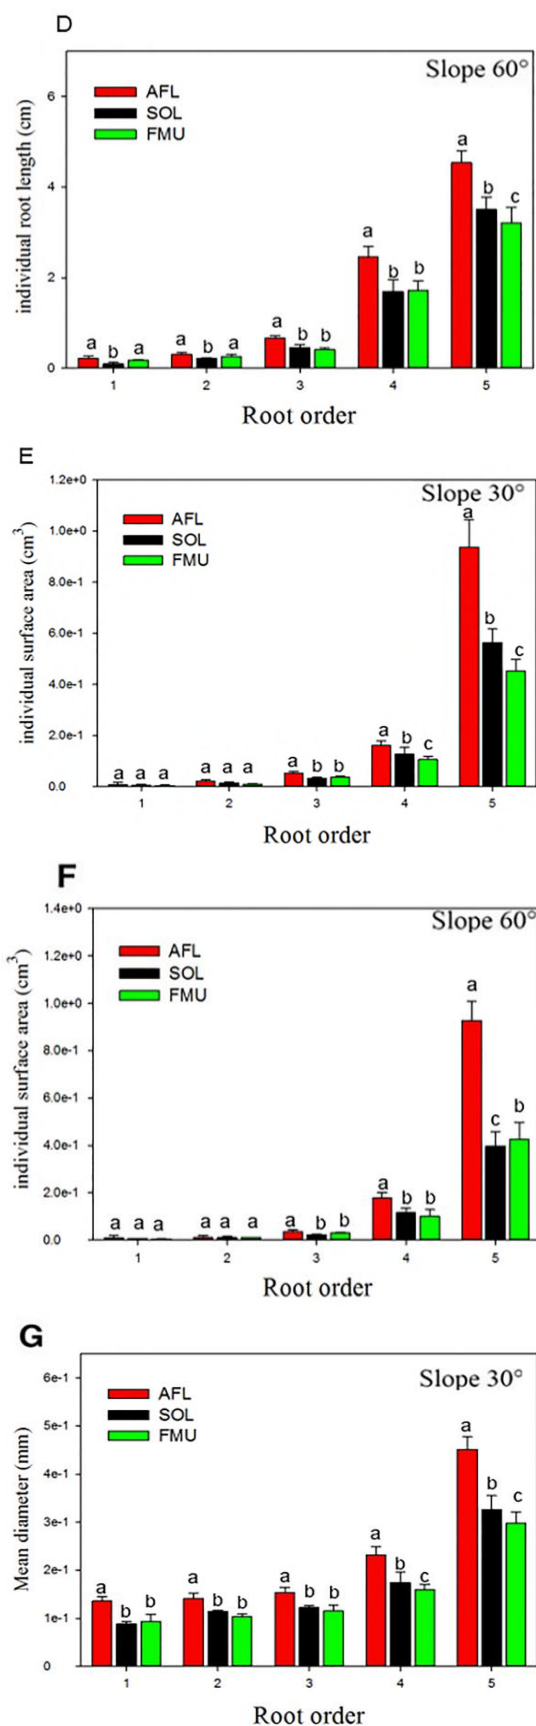 D
Slope 60°
AFL
SOL
FMU
individual root length (cm)
6
4
2
0
a b a
a b a
a b b
a b b
a b c
1 2 3 4 5
Root order
E
Slope 30°
AFL
SOL
FMU
individual surface area (cm³)
1.2e+0
1.0e+0
8.0e-1
6.0e-1
4.0e-1
2.0e-1
0.0
a a a
a a a
a b b
a b c
a b c
1 2 3 4 5
Root order
F
Slope 60°
AFL
SOL
FMU
individual surface area (cm³)
1.4e+0
1.2e+0
1.0e+0
8.0e-1
6.0e-1
4.0e-1
2.0e-1
0.0
a a a
a a a
a b b
a b b
a c b
1 2 3 4 5
Root order
G
Slope 30°
AFL
SOL
FMU
Mean diameter (mm)
6e-1
5e-1
4e-1
3e-1
2e-1
1e-1
0
a b b
a b b
a b b
a b c
a b c
1 2 3 4 5
Root order